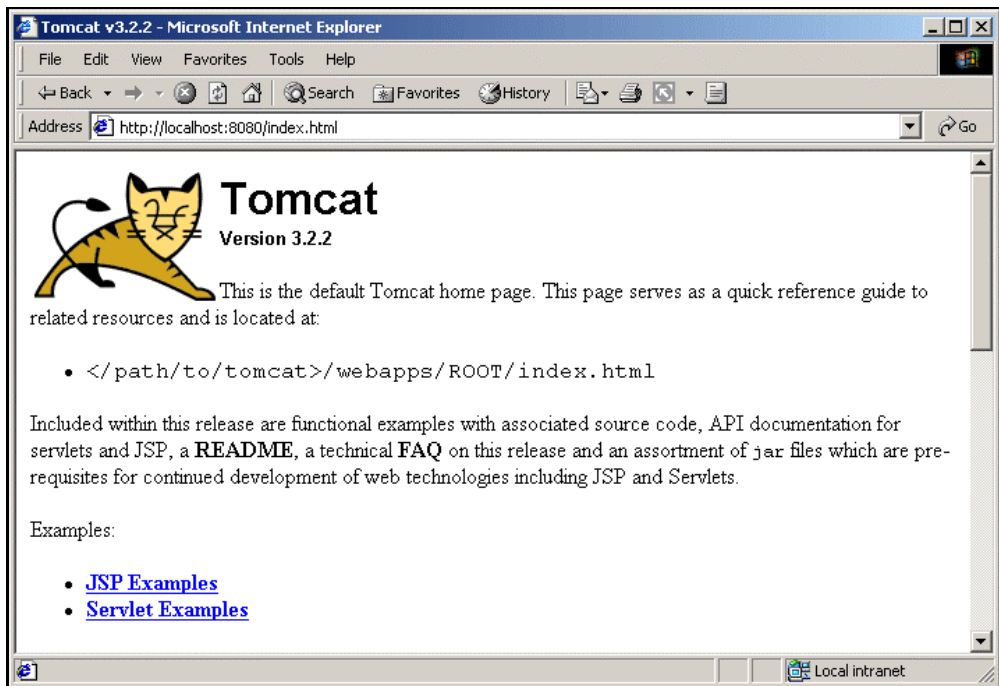 Tomcat v3.2.2 - Microsoft Internet Explorer
File Edit View Favorites Tools Help
Back Search Favorites History
Address http://localhost:8080/index.html Go
Tomcat
Version 3.2.2
This is the default Tomcat home page. This page serves as a quick reference guide to
related resources and is located at:
• </path/to/tomcat>/webapps/ROOT/index.html
Included within this release are functional examples with associated source code, API documentation for
servlets and JSP, a README, a technical FAQ on this release and an assortment of jar files which are pre-
requisites for continued development of web technologies including JSP and Servlets.
Examples:
• JSP Examples
• Servlet Examples
Local intranet